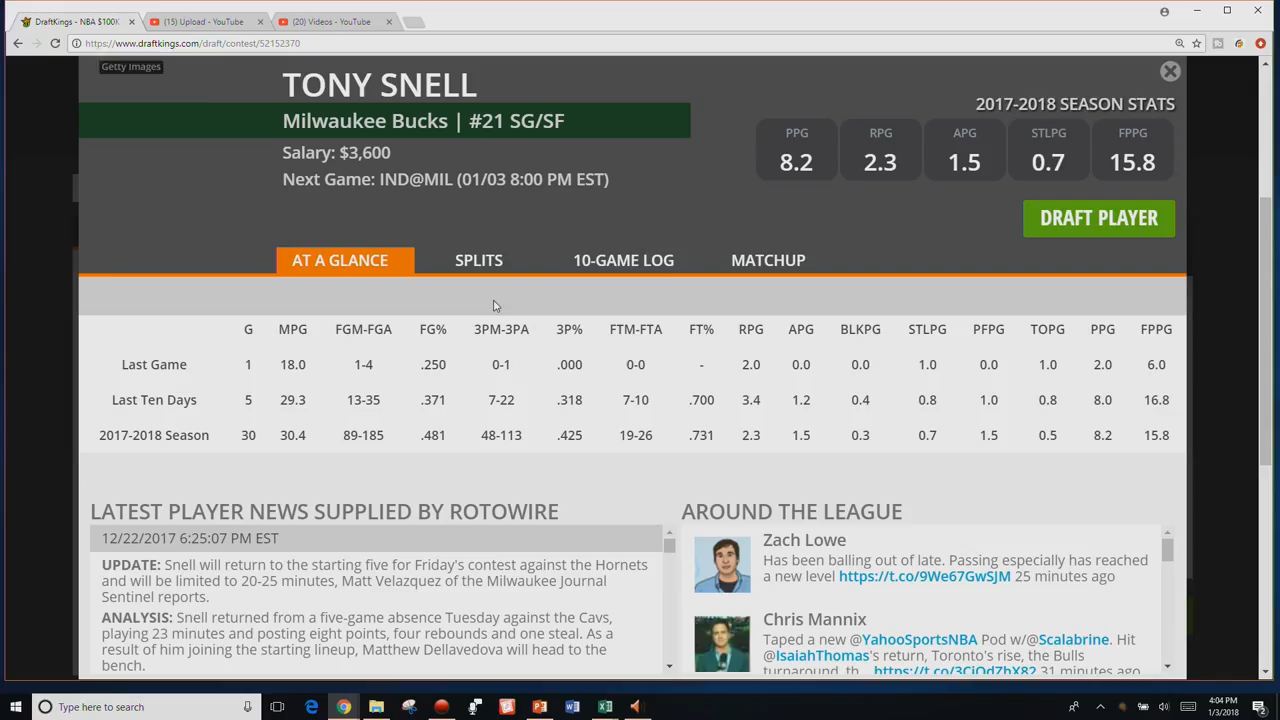 DraftKings - NBA $100K
(15) Upload - YouTube
(20) Videos - YouTube
https://www.draftkings.com/draft/contest/52152370
Getty Images
TONY SNELL
Milwaukee Bucks | #21 SG/SF
Salary: $3,600
Next Game: IND@MIL (01/03 8:00 PM EST)
2017-2018 SEASON STATS
PPG RPG APG STLPG FPPG
8.2 2.3 1.5 0.7 15.8
DRAFT PLAYER
AT A GLANCE SPLITS 10-GAME LOG MATCHUP
G MPG FGM-FGA FG% 3PM-3PA 3P% FTM-FTA FT% RPG APG BLKPG STLPG PFPG TOPG PPG FPPG
Last Game 1 18.0 1-4 .250 0-1 .000 0-0 - 2.0 0.0 0.0 1.0 0.0 1.0 2.0 6.0
Last Ten Days 5 29.3 13-35 .371 7-22 .318 7-10 .700 3.4 1.2 0.4 0.8 1.0 0.8 8.0 16.8
2017-2018 Season 30 30.4 89-185 .481 48-113 .425 19-26 .731 2.3 1.5 0.3 0.7 1.5 0.5 8.2 15.8
LATEST PLAYER NEWS SUPPLIED BY ROTOWIRE
12/22/2017 6:25:07 PM EST
UPDATE: Snell will return to the starting five for Friday's contest against the Hornets
and will be limited to 20-25 minutes, Matt Velazquez of the Milwaukee Journal
Sentinel reports.
ANALYSIS: Snell returned from a five-game absence Tuesday against the Cavs,
playing 23 minutes and posting eight points, four rebounds and one steal. As a
result of him joining the starting lineup, Matthew Dellavedova will head to the
bench.
AROUND THE LEAGUE
Zach Lowe
Has been balling out of late. Passing especially has reached
a new level https://t.co/9We67GwSJM 25 minutes ago
Chris Mannix
Taped a new @YahooSportsNBA Pod w/@Scalabrine. Hit
@IsaiahThomas's return, Toronto's rise, the Bulls
turnaround, th... https://t.co/3CiOdZhX82 31 minutes ago
Type here to search
4:04 PM
1/3/2018